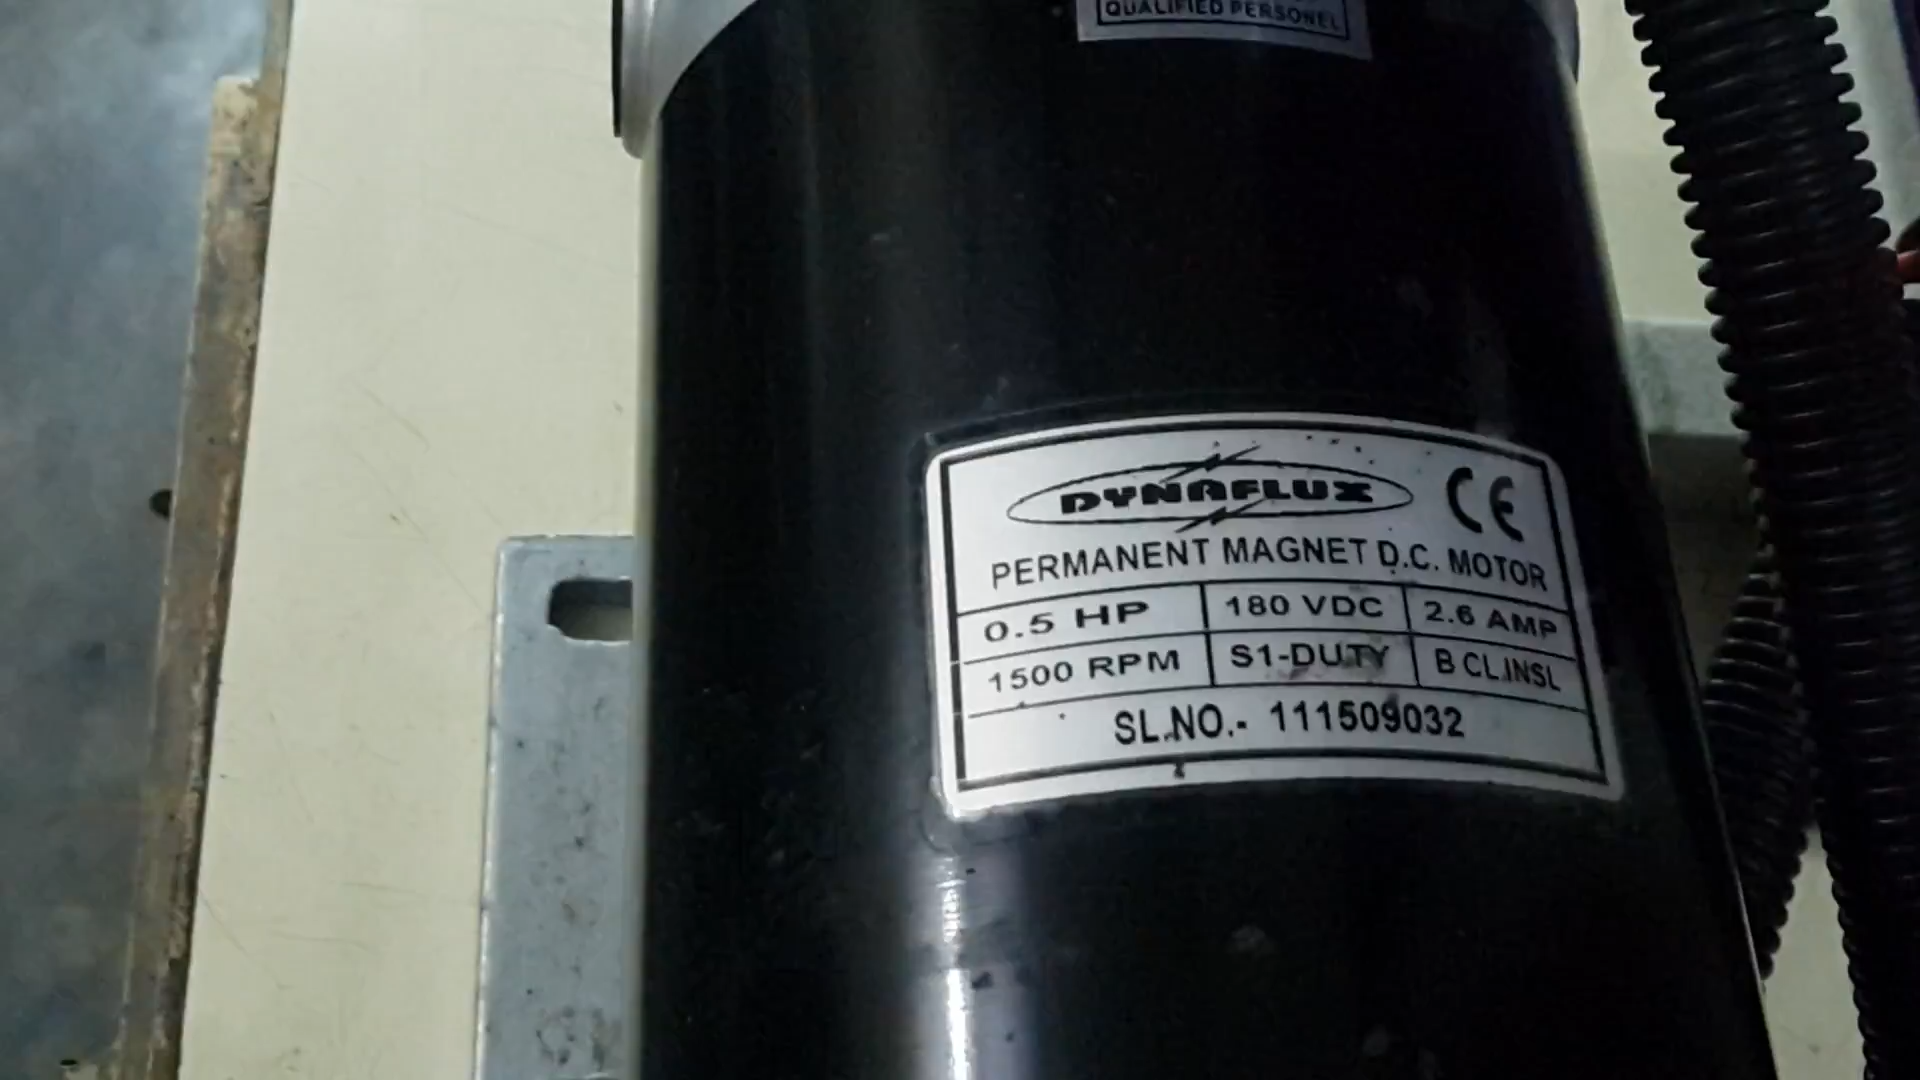 QUALIFIED PERSONEL
DYNAFLUX CE
PERMANENT MAGNET D.C. MOTOR
0.5 HP 180 VDC 2.6 AMP
1500 RPM S1-DUTY B CL.INSL
SL.NO.- 111509032